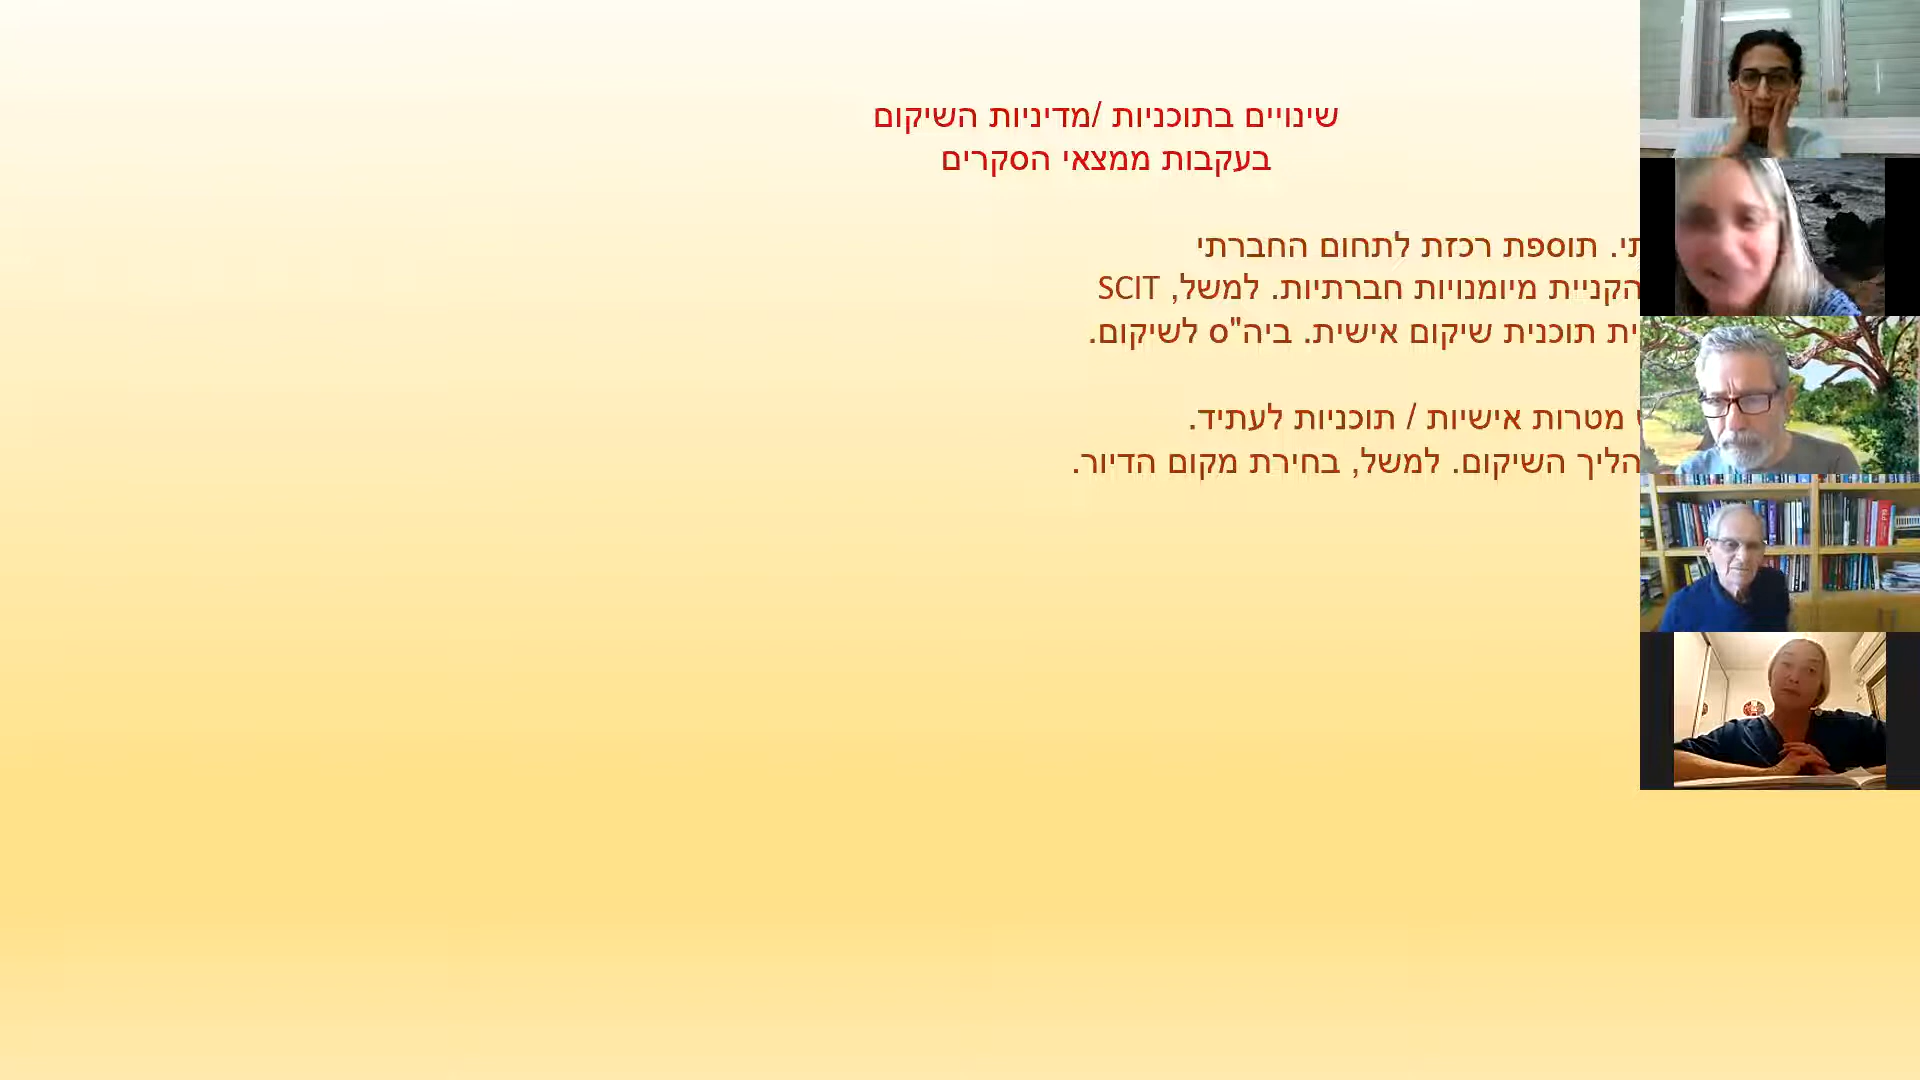 שינויים בתוכניות /מדיניות השיקום
בעקבות ממצאי הסקרים
תוספת רכזת לתחום החברתי
הקניית מיומנויות חברתיות. למשל, SCIT
תוכנית שיקום אישית. ביה"ס לשיקום.
מטרות אישיות / תוכניות לעתיד.
השיקום. למשל, בחירת מקום הדיור.